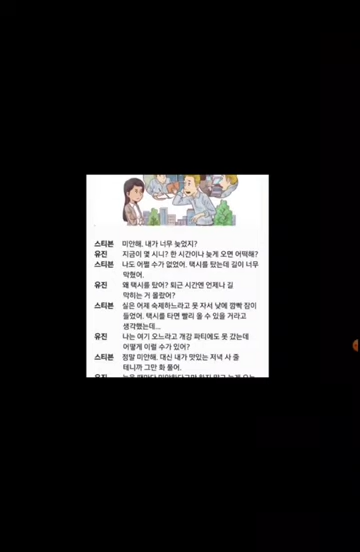 스티븐 미안해. 내가 너무 늦었지?
유진 지금이 몇 시니? 한 시간이나 늦게 오면 어떡해?
스티븐 나도 어쩔 수가 없었어. 택시를 탔는데 길이 너무
막혔어.
유진 왜 택시를 탔어? 퇴근 시간엔 언제나 길
막히는 거 몰랐어?
스티븐 실은 어제 숙제하느라고 못 자서 낮에 깜빡 잠이
들었어. 택시를 타면 빨리 올 수 있을 거라고
생각했는데...
유진 나는 여기 오느라고 개강 파티에도 못 갔는데
어떻게 이럴 수가 있어?
스티븐 정말 미안해. 대신 내가 맛있는 저녁 사 줄
테니까 그만 화 풀어.
유진